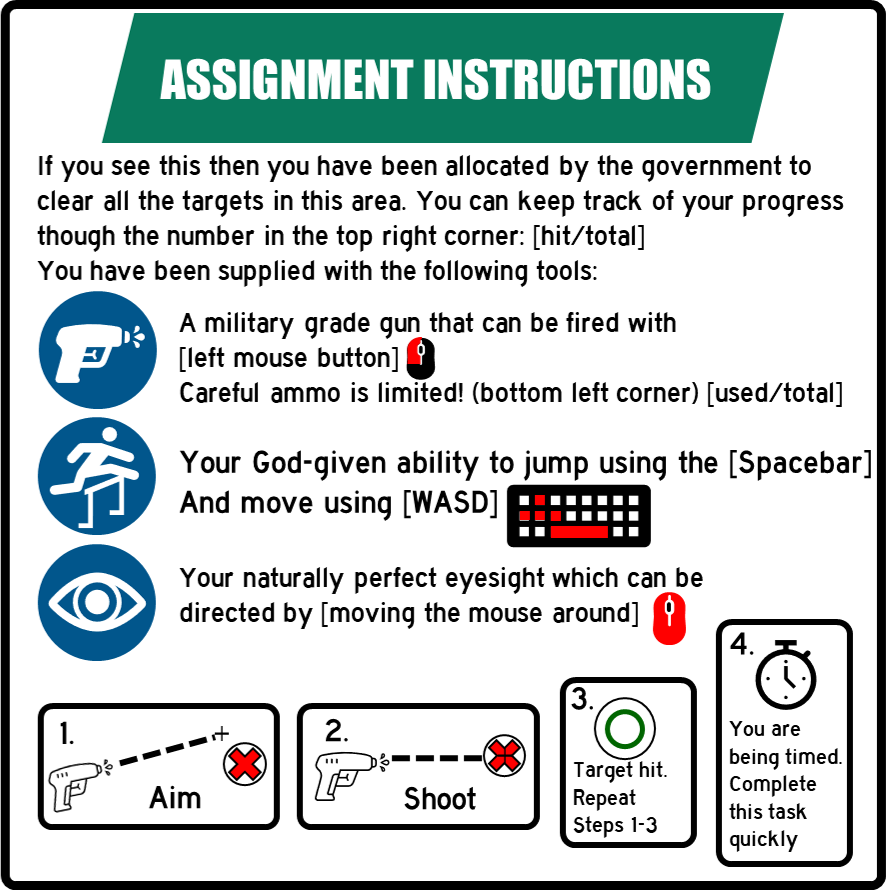 ASSIGNMENT INSTRUCTIONS
If you see this then you have been allocated by the government to
clear all the targets in this area. You can keep track of your progress
though the number in the top right corner: [hit/total]
You have been supplied with the following tools:
A military grade gun that can be fired with
[left mouse button]
Careful ammo is limited! (bottom left corner) [used/total]
Your God-given ability to jump using the [Spacebar]
And move using [WASD]
Your naturally perfect eyesight which can be
directed by [moving the mouse around]
1.
Aim
2.
Shoot
3.
Target hit.
Repeat
Steps 1-3
4.
You are
being timed.
Complete
this task
quickly